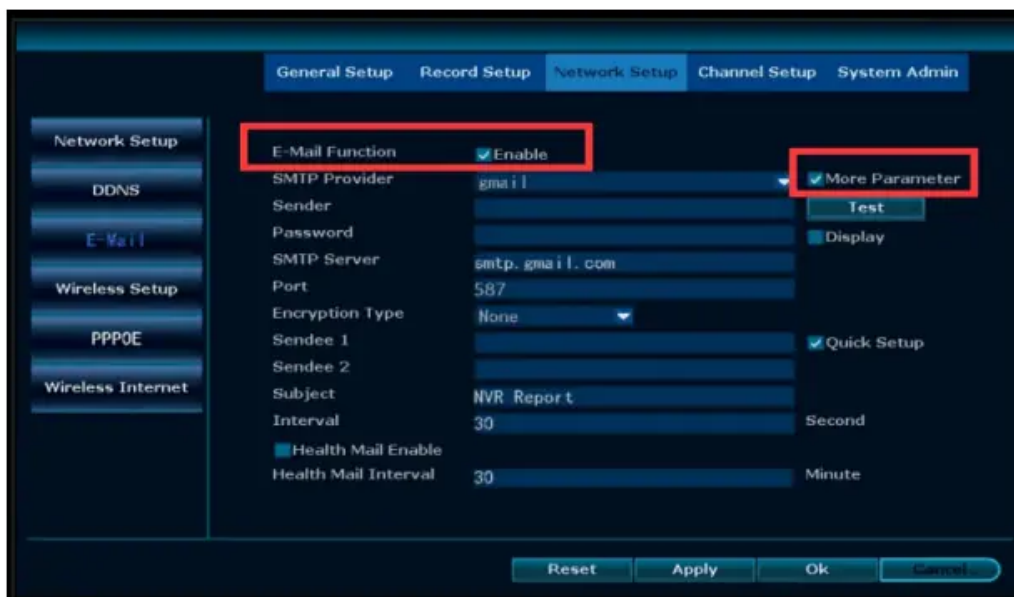 General Setup Record Setup Network Setup Channel Setup System Admin
Network Setup
DDNS
E-Mail
Wireless Setup
PPPOE
Wireless Internet
E-Mail Function Enable
SMTP Provider gmail More Parameter
Sender Test
Password Display
SMTP Server smtp.gmail.com
Port 587
Encryption Type None
Sendee 1 Quick Setup
Sendee 2
Subject NVR Report
Interval 30 Second
Health Mail Enable
Health Mail Interval 30 Minute
Reset Apply Ok Cancel